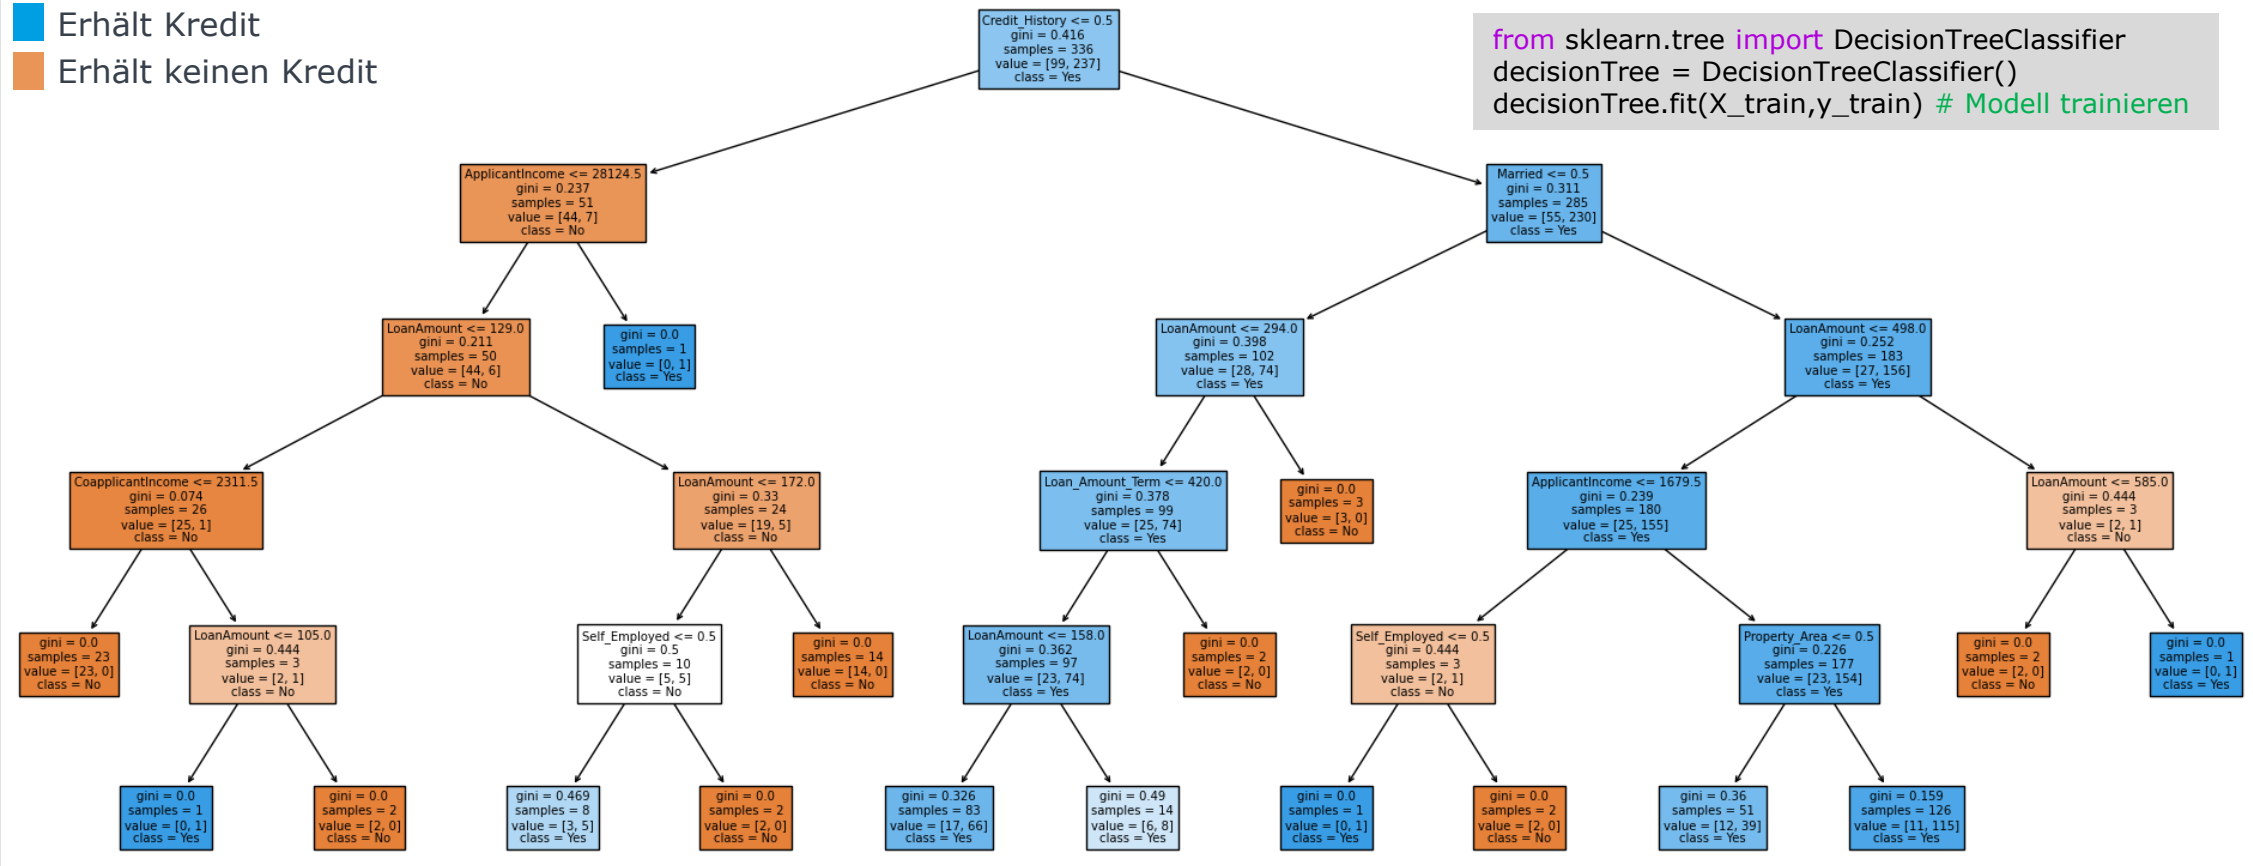 Erhält Kredit
Erhält keinen Kredit
from sklearn.tree import DecisionTreeClassifier
decisionTree = DecisionTreeClassifier()
decisionTree.fit(X_train,y_train) # Modell trainieren
Credit_History <= 0.5
gini = 0.416
samples = 336
value = [99, 237]
class = Yes
ApplicantIncome <= 28124.5
gini = 0.237
samples = 51
value = [44, 7]
class = No
Married <= 0.5
gini = 0.311
samples = 285
value = [55, 230]
class = Yes
LoanAmount <= 129.0
gini = 0.211
samples = 50
value = [44, 6]
class = No
gini = 0.0
samples = 1
value = [0, 1]
class = Yes
LoanAmount <= 294.0
gini = 0.398
samples = 102
value = [28, 74]
class = Yes
LoanAmount <= 498.0
gini = 0.252
samples = 183
value = [27, 156]
class = Yes
CoapplicantIncome <= 2311.5
gini = 0.074
samples = 26
value = [25, 1]
class = No
LoanAmount <= 172.0
gini = 0.33
samples = 24
value = [19, 5]
class = No
Loan_Amount_Term <= 420.0
gini = 0.378
samples = 99
value = [25, 74]
class = Yes
gini = 0.0
samples = 3
value = [3, 0]
class = No
ApplicantIncome <= 1679.5
gini = 0.239
samples = 180
value = [25, 155]
class = Yes
LoanAmount <= 585.0
gini = 0.444
samples = 3
value = [2, 1]
class = No
gini = 0.0
samples = 23
value = [23, 0]
class = No
LoanAmount <= 105.0
gini = 0.444
samples = 3
value = [2, 1]
class = No
Self_Employed <= 0.5
gini = 0.5
samples = 10
value = [5, 5]
class = No
gini = 0.0
samples = 14
value = [14, 0]
class = No
LoanAmount <= 158.0
gini = 0.362
samples = 97
value = [23, 74]
class = Yes
gini = 0.0
samples = 2
value = [2, 0]
class = No
Self_Employed <= 0.5
gini = 0.444
samples = 3
value = [2, 1]
class = No
Property_Area <= 0.5
gini = 0.226
samples = 177
value = [23, 154]
class = Yes
gini = 0.0
samples = 2
value = [2, 0]
class = No
gini = 0.0
samples = 1
value = [0, 1]
class = Yes
gini = 0.0
samples = 1
value = [0, 1]
class = Yes
gini = 0.0
samples = 2
value = [2, 0]
class = No
gini = 0.469
samples = 8
value = [3, 5]
class = Yes
gini = 0.0
samples = 2
value = [2, 0]
class = No
gini = 0.326
samples = 83
value = [17, 66]
class = Yes
gini = 0.49
samples = 14
value = [6, 8]
class = Yes
gini = 0.0
samples = 1
value = [0, 1]
class = Yes
gini = 0.0
samples = 2
value = [2, 0]
class = No
gini = 0.36
samples = 51
value = [12, 39]
class = Yes
gini = 0.159
samples = 126
value = [11, 115]
class = Yes